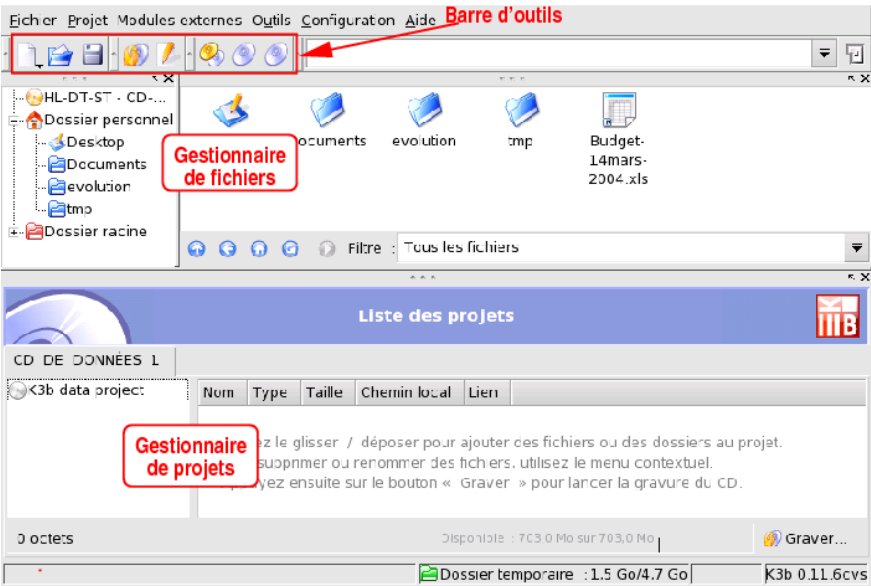 Fichier Projet Modules externes Outils Configuration Aide
Barre d'outils
HL-DT-ST - CD-...
Dossier personnel
Desktop
Documents
evolution
tmp
Dossier racine
Gestionnaire
de fichiers
ocuments evolution tmp Budget-
14mars-
2004.xls
Filtre : Tous les fichiers
Liste des projets
K3B
CD DE DONNÉES 1
K3b data project
Nom Type Taille Chemin local Lien
Gestionnaire
de projets
ez le glisser / déposer pour ajouter des fichiers ou des dossiers au projet.
supprimer ou renommer des fichiers, utilisez le menu contextuel.
yez ensuite sur le bouton « Graver » pour lancer la gravure du CD.
0 octets
Disponible : 703,0 Mo sur 703,0 Mo
Graver...
Dossier temporaire : 1.5 Go/4.7 Go
K3b 0.11.6cvs